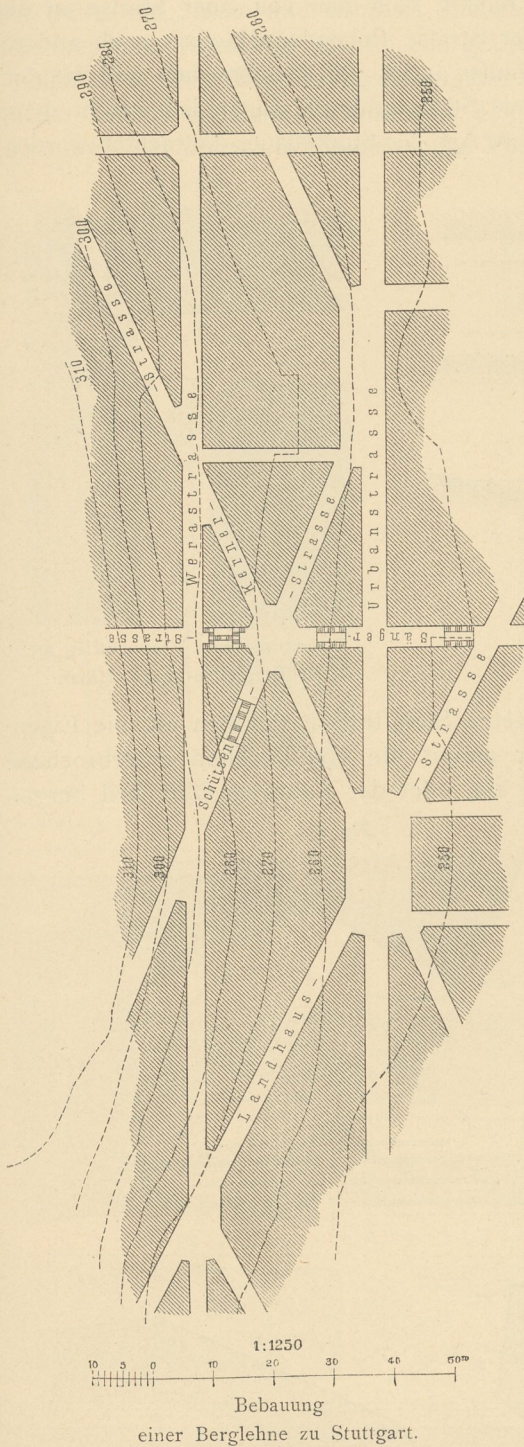 290
280
270
260
250
300
310
Strasse
Werastrasse
Kerner-
-Strasse
Urbanstrasse
Strasse-
Sänger-
Schützen-
-Strasse
310
300
280
270
260
250
Landhaus-
1:1250
10 5 0 10 20 30 40 50m
Bebauung
einer Berglehne zu Stuttgart.